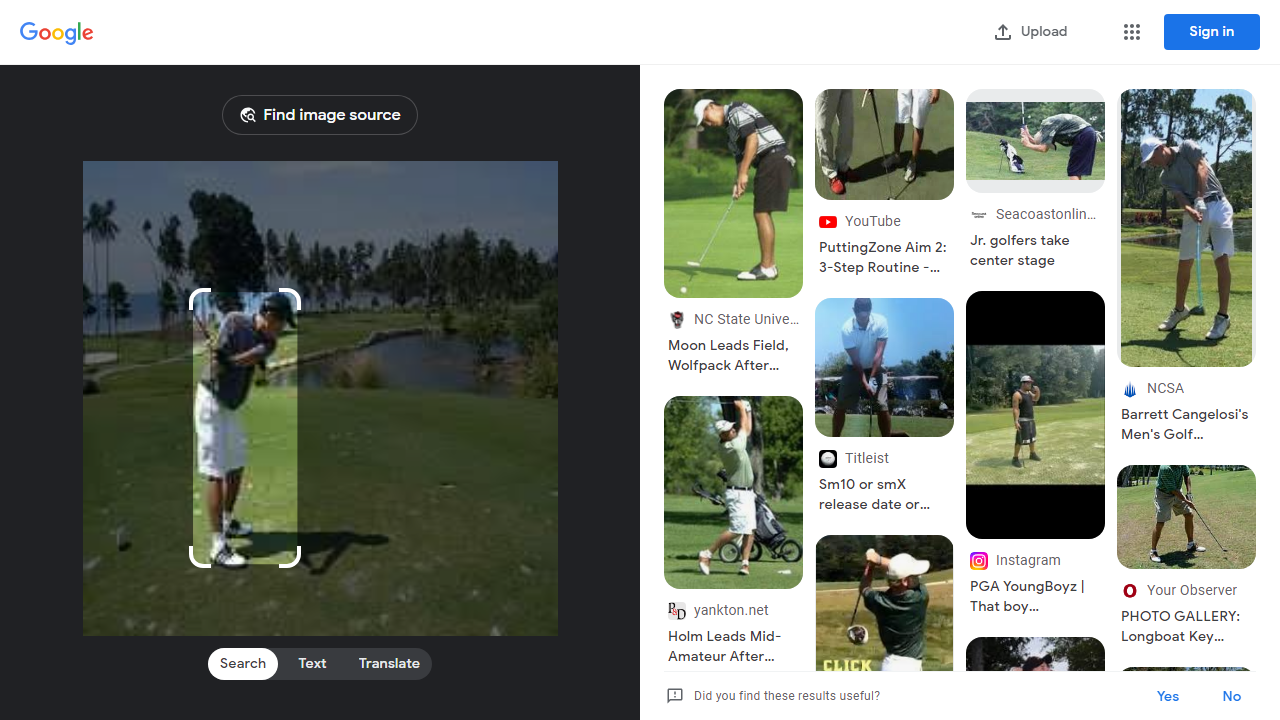 Google
Upload
Sign in
Find image source
Search
Text
Translate
NC State Unive...
Moon Leads Field,
Wolfpack After...
yankton.net
Holm Leads Mid-
Amateur After...
YouTube
PuttingZone Aim 2:
3-Step Routine -...
Titleist
Sm10 or smX
release date or...
CLICK
Seacoastonlin...
Jr. golfers take
center stage
Instagram
PGA YoungBoyz |
That boy...
NCSA
Barrett Cangelosi's
Men's Golf...
Your Observer
PHOTO GALLERY:
Longboat Key...
Did you find these results useful?
Yes
No